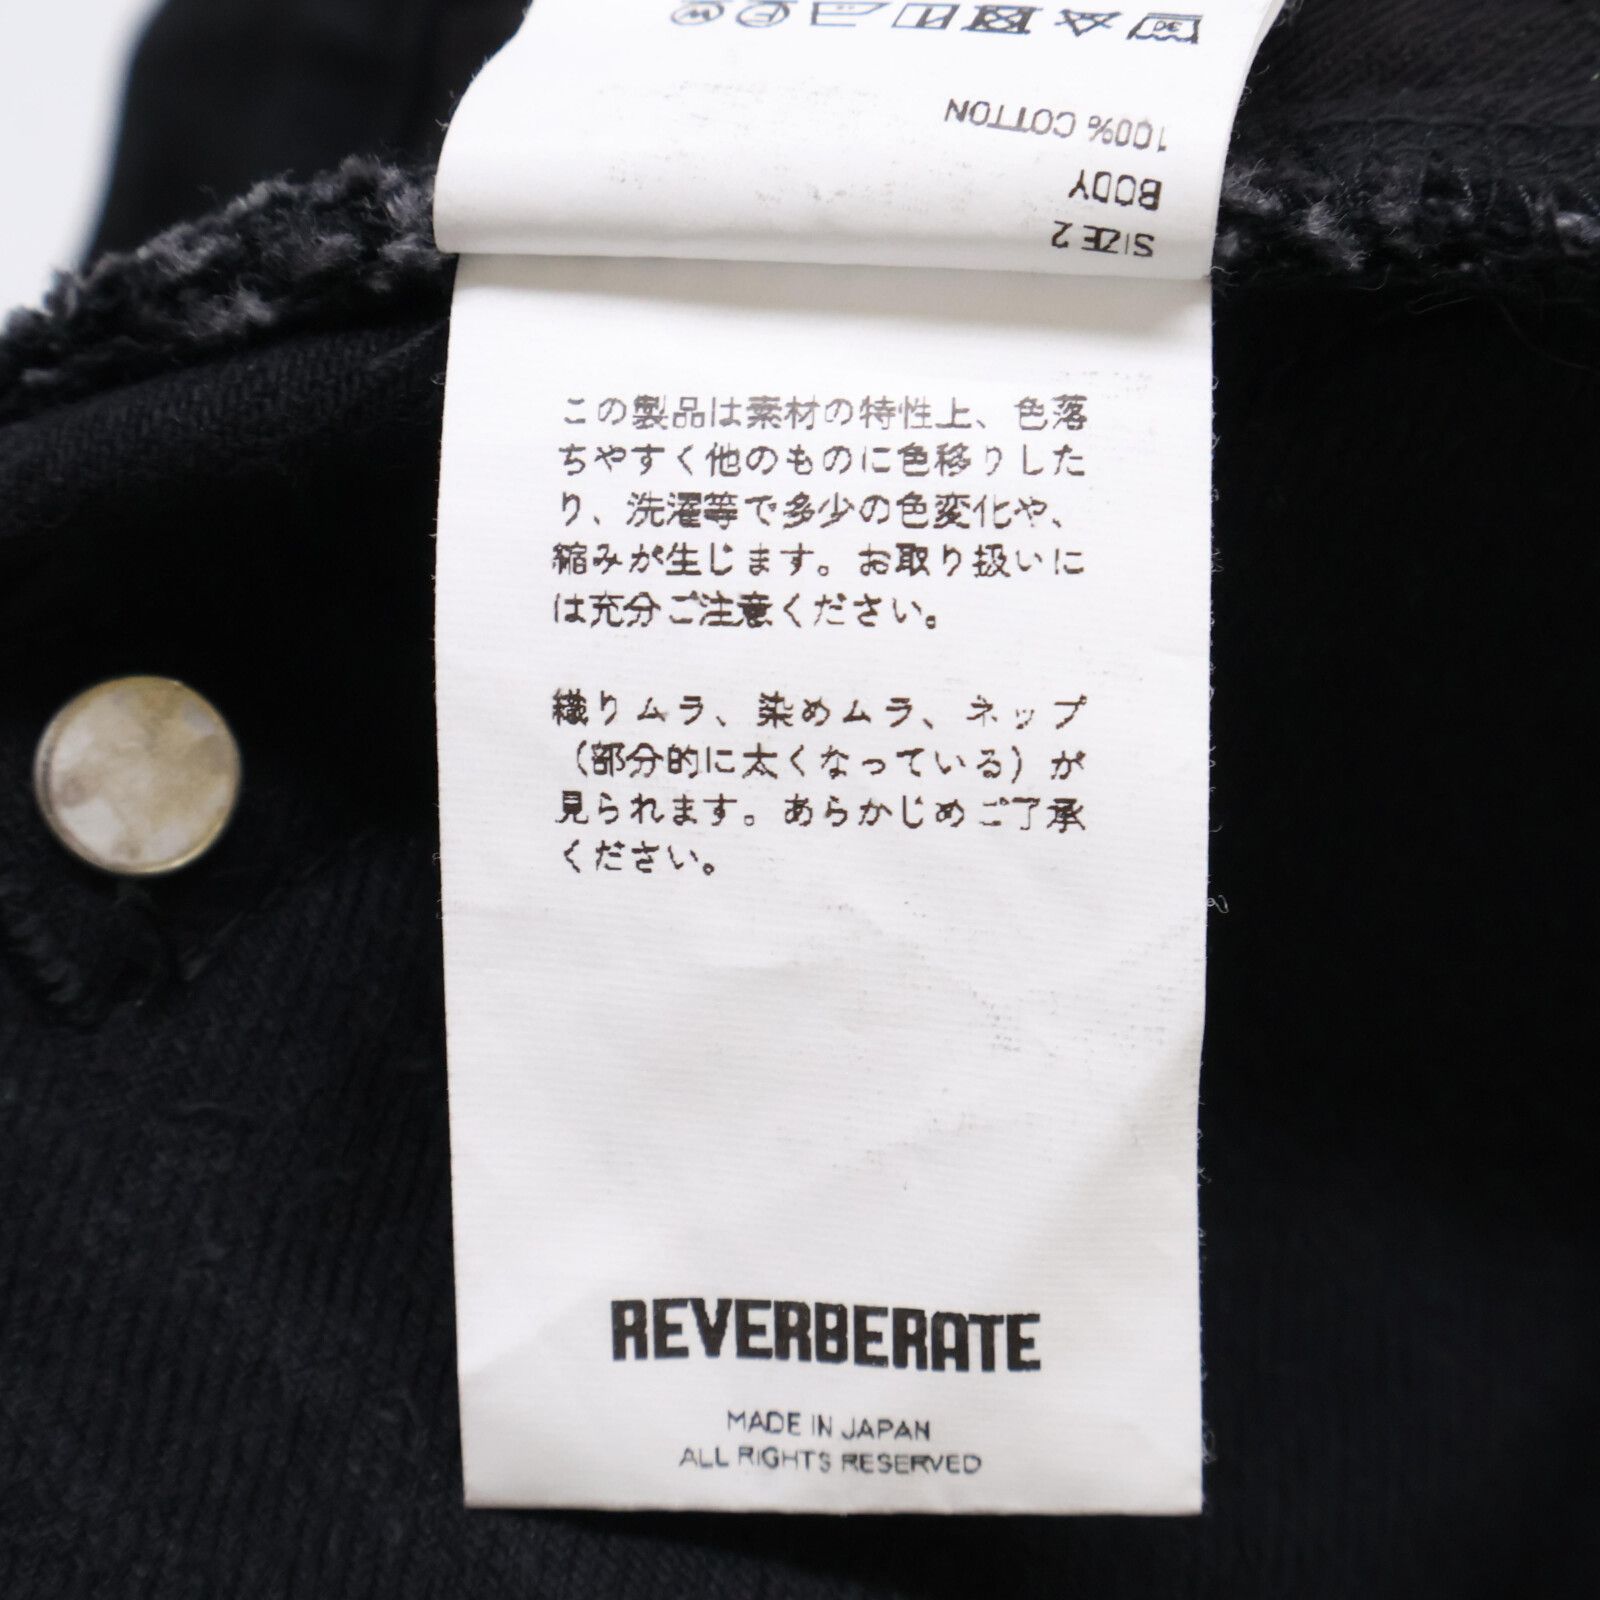 SIZE 2
BODY
100% COTTON
30
W
この製品は素材の特性上、色落
ちやすく他のものに色移りした
り、洗濯等で多少の色変化や、
縮みが生じます。お取り扱いに
は充分ご注意ください。
織りムラ、染めムラ、ネップ
（部分的に太くなっている）が
見られます。あらかじめご了承
ください。
REVERBERATE
MADE IN JAPAN
ALL RIGHTS RESERVED